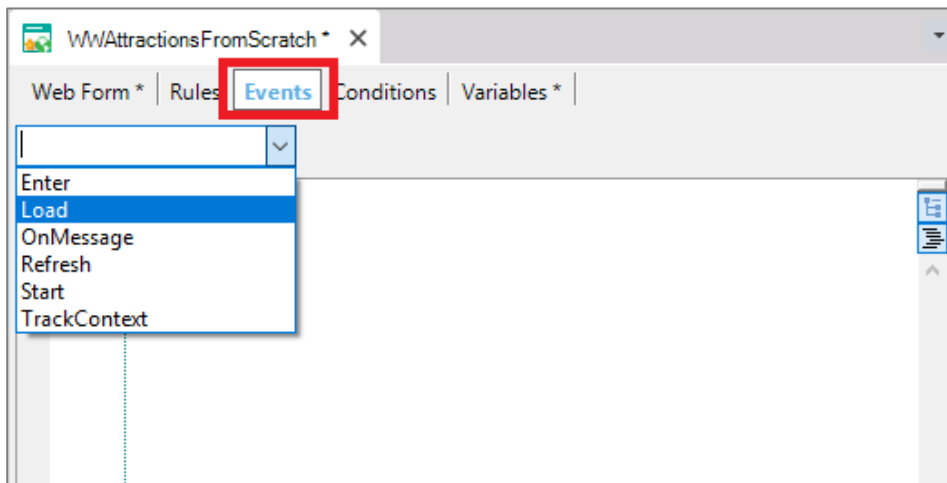 WWAttractionsFromScratch *
Web Form * Rules Events Conditions Variables *
Enter
Load
OnMessage
Refresh
Start
TrackContext